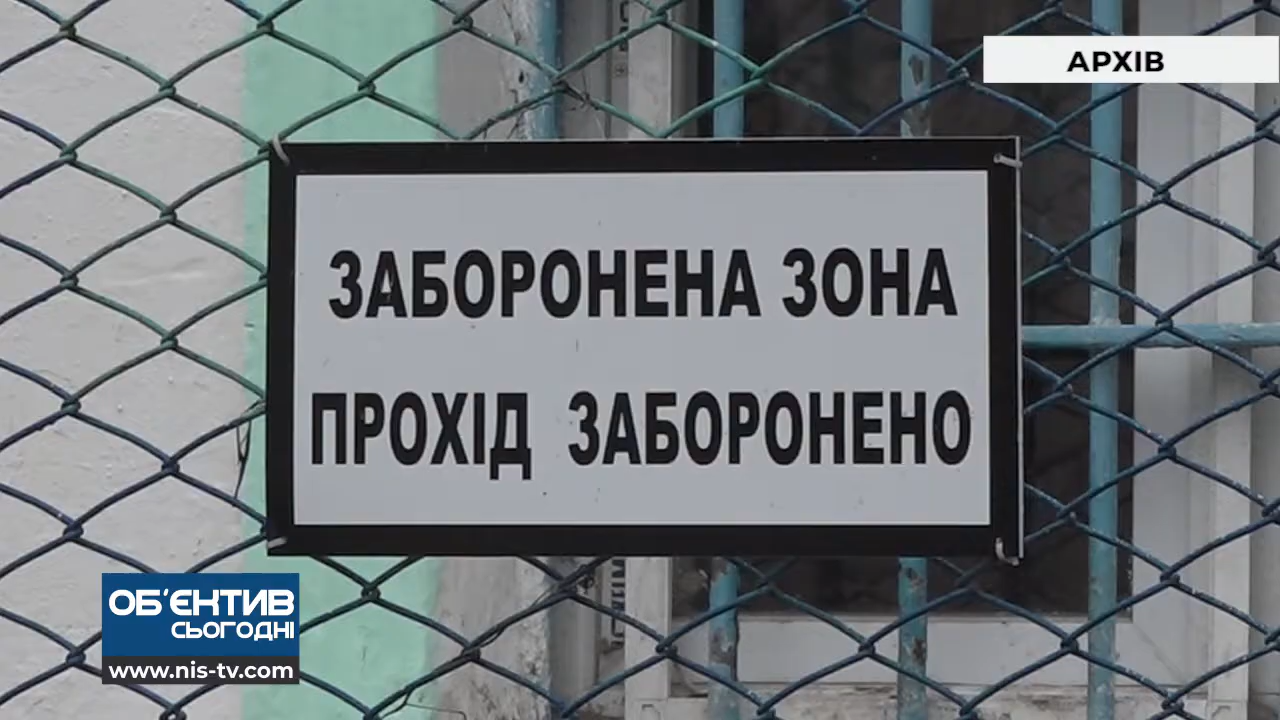 АРХІВ
ЗАБОРОНЕНА ЗОНА
ПРОХІД ЗАБОРОНЕНО
ОБ'ЄКТИВ
СЬОГОДНІ
www.nis-tv.com